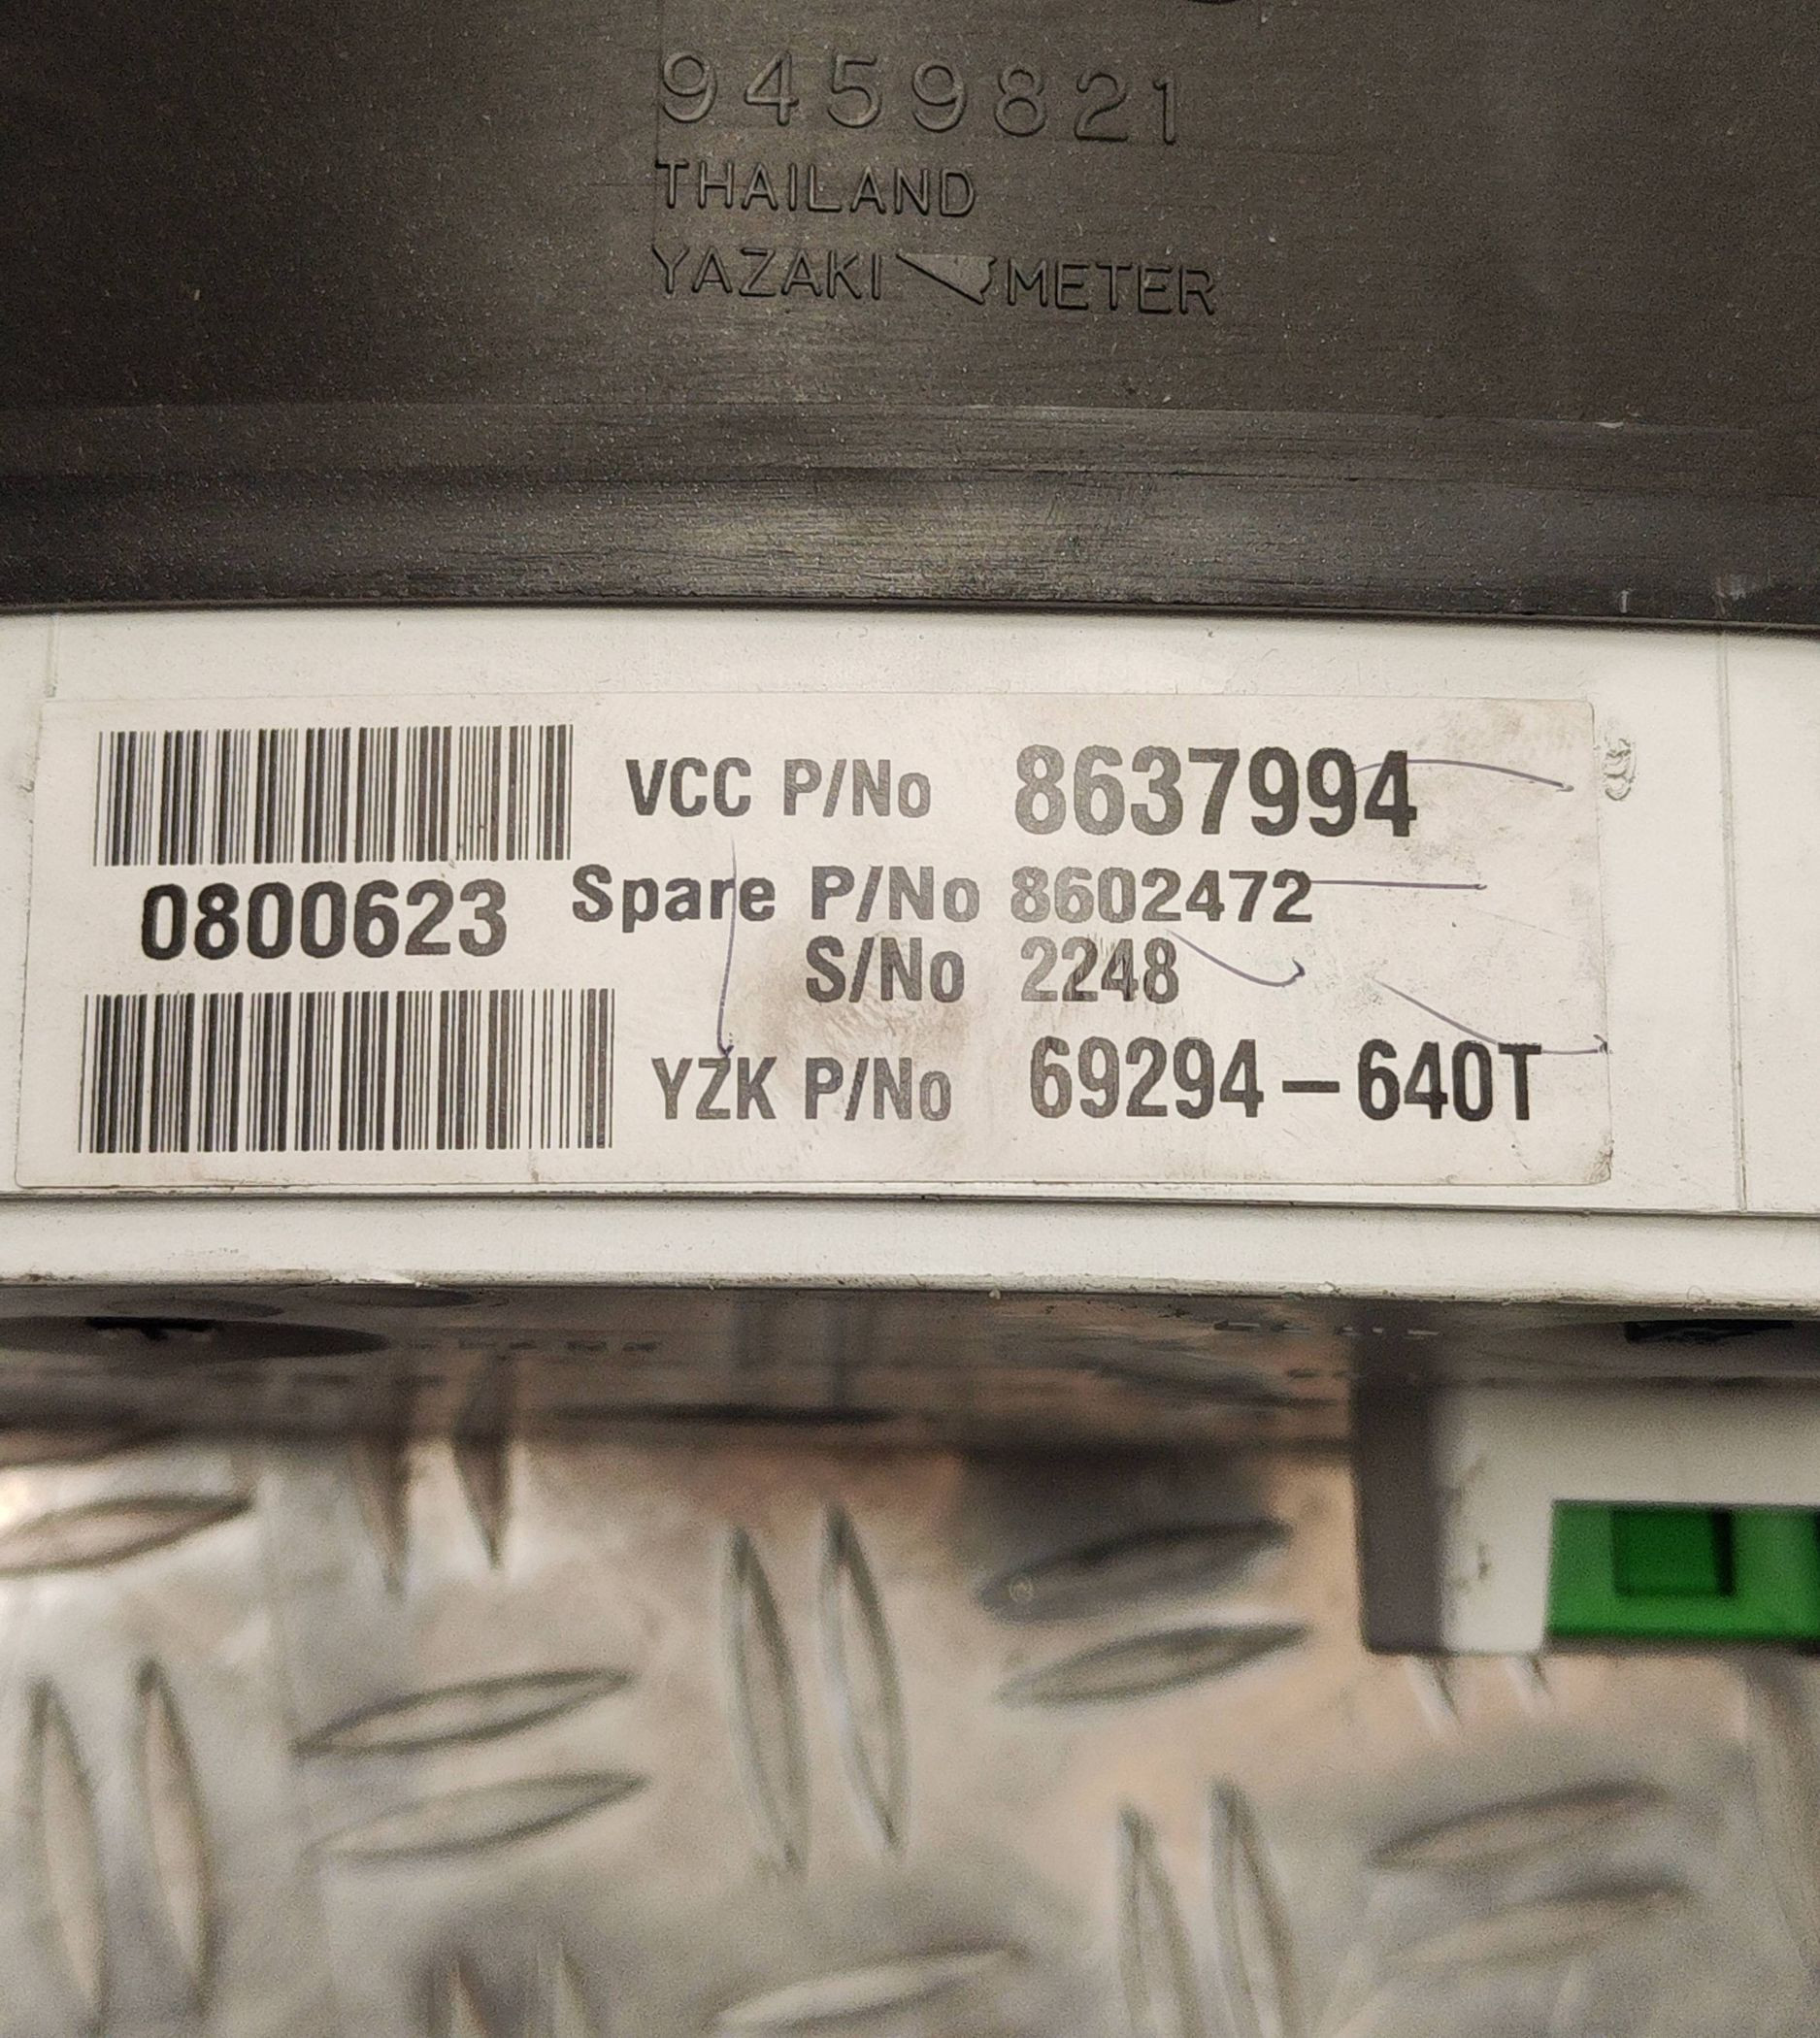 9459821
THAILAND
YAZAKI METER
VCC P/No 8637994
0800623
Spare P/No 8602472
S/No 2248
YZK P/No 69294-640T